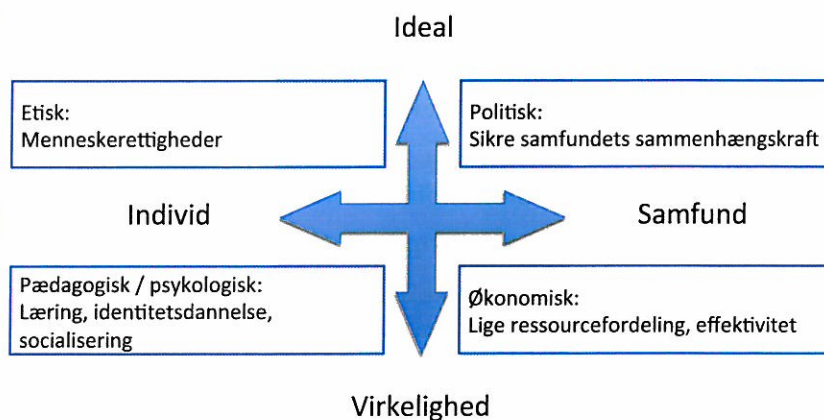 Ideal
Etisk:
Menneskerettigheder
Politisk:
Sikre samfundets sammenhængskraft
Individ
Samfund
Pædagogisk / psykologisk:
Læring, identitetsdannelse,
socialisering
Økonomisk:
Lige ressourcefordeling, effektivitet
Virkelighed